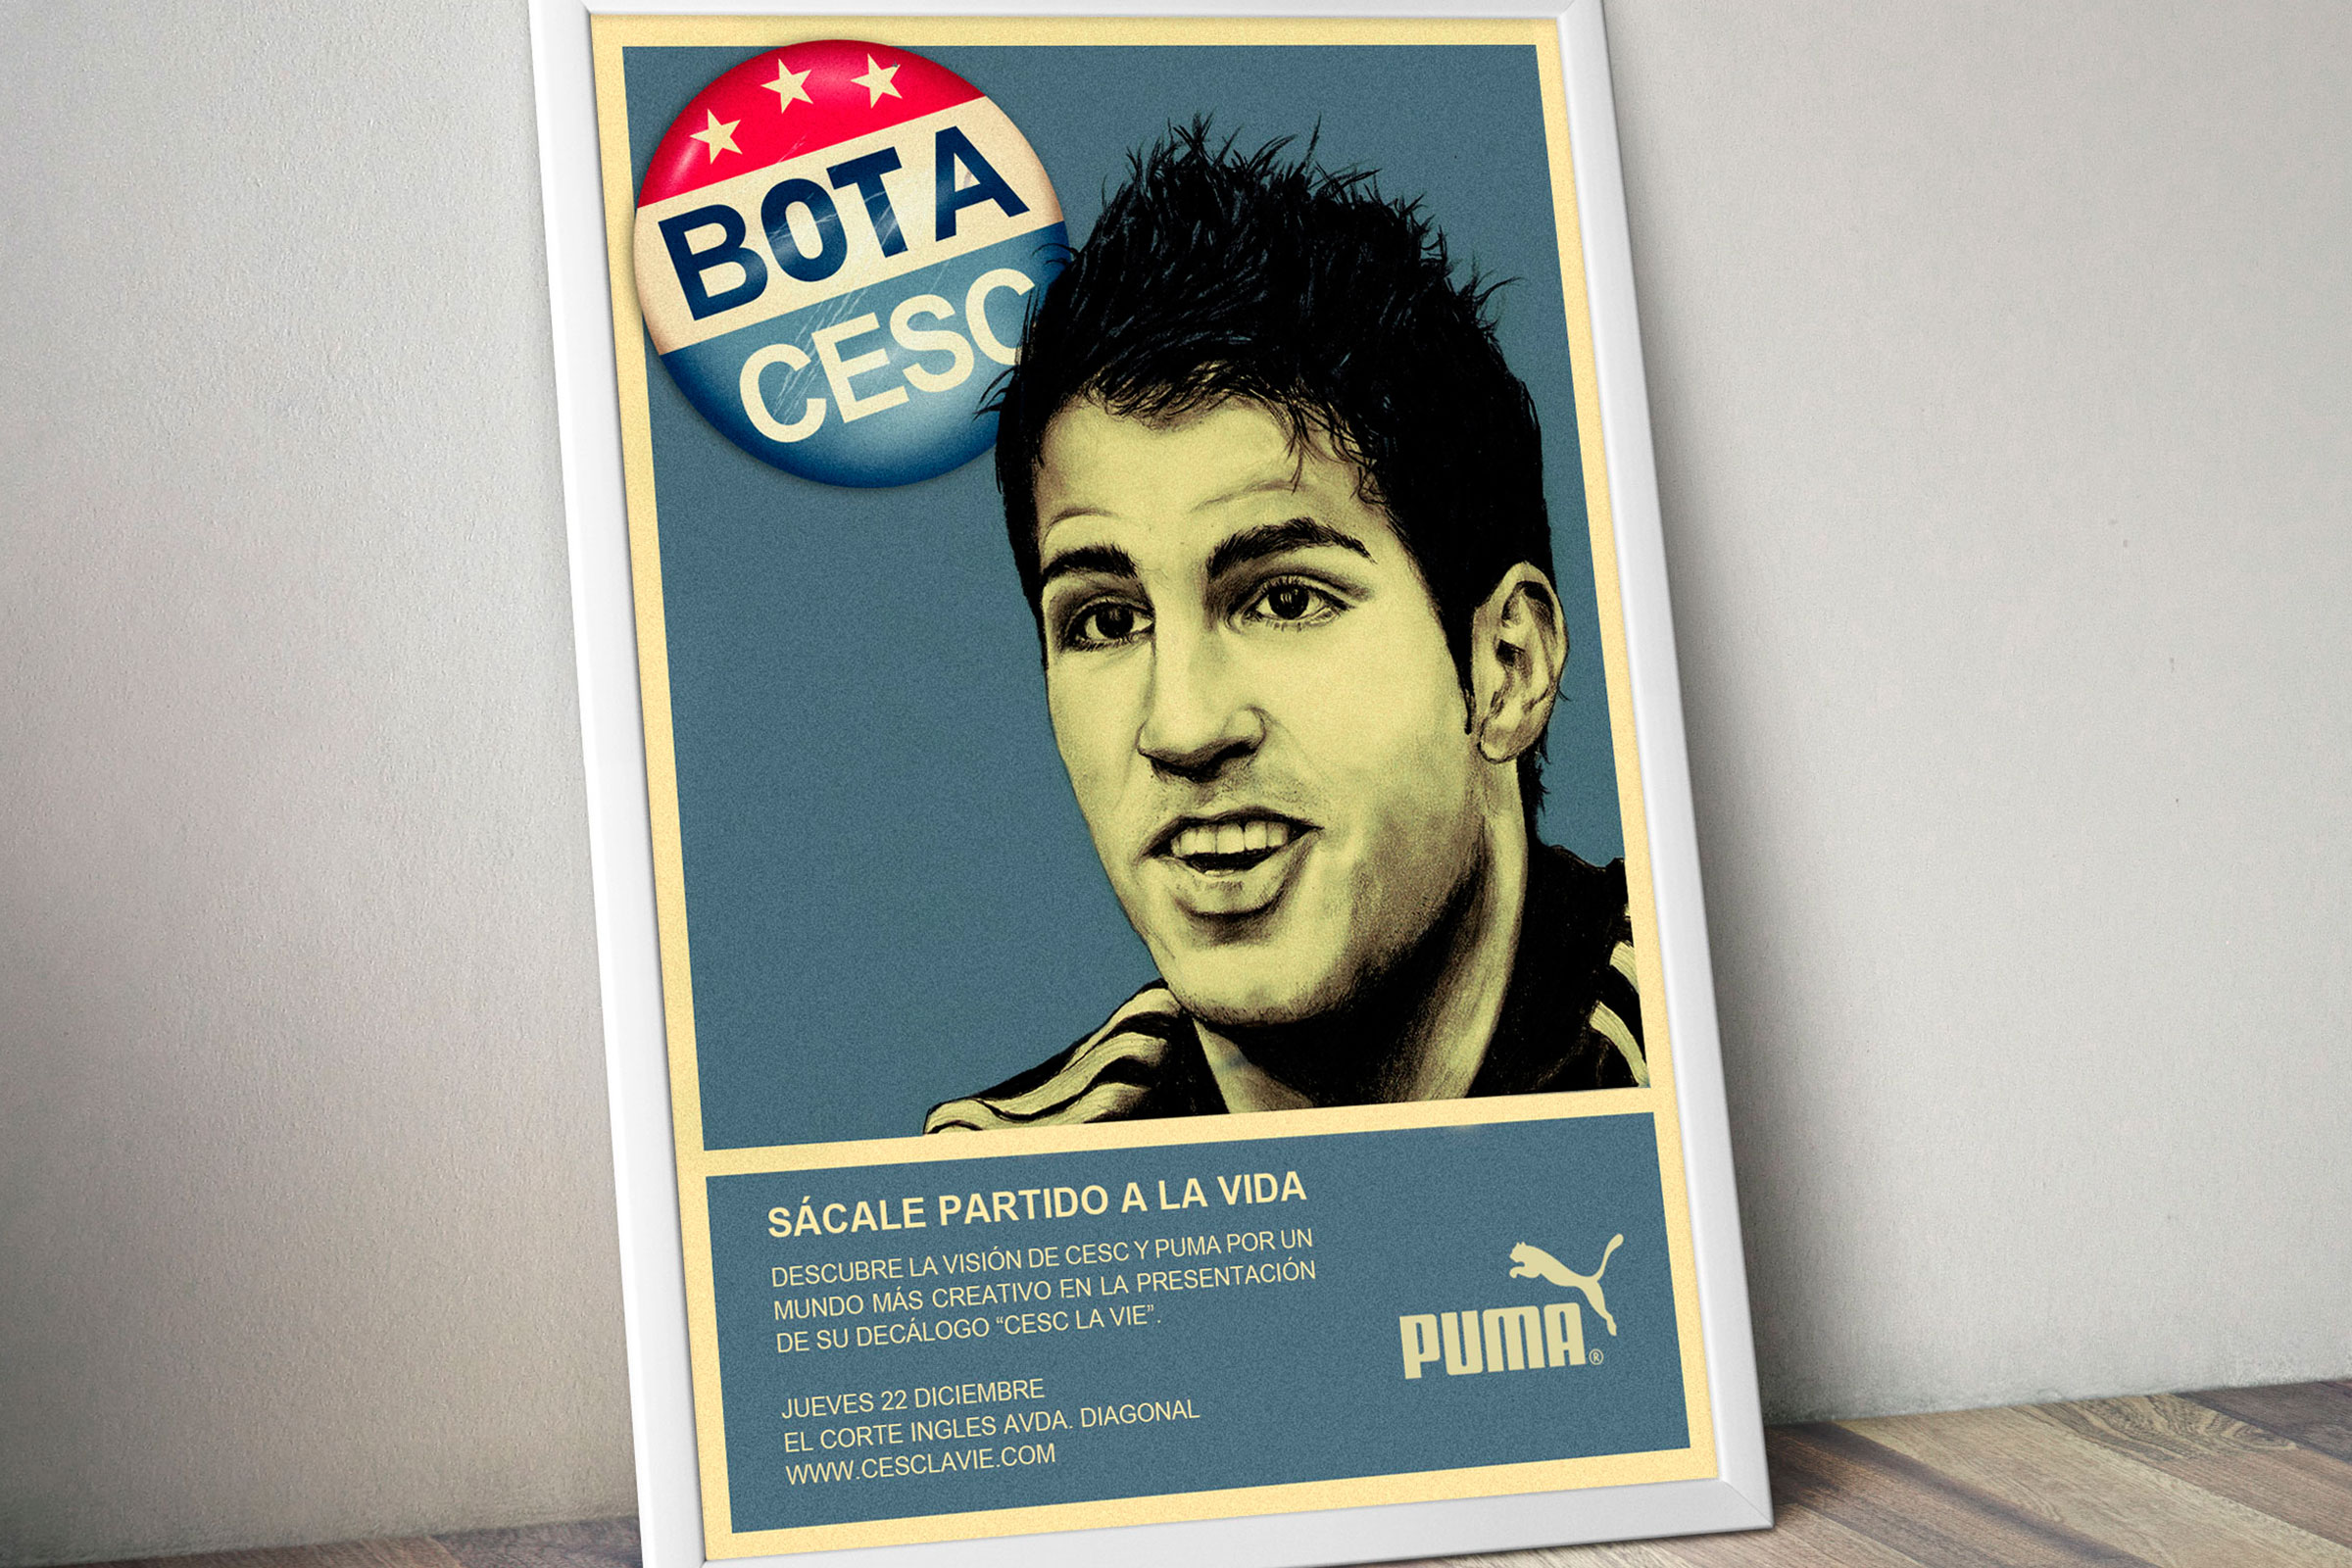 BOTA
CESC
SÁCALE PARTIDO A LA VIDA
DESCUBRE LA VISIÓN DE CESC Y PUMA POR UN
MUNDO MÁS CREATIVO EN LA PRESENTACIÓN
DE SU DECÁLOGO “CESC LA VIE”.
JUEVES 22 DICIEMBRE
EL CORTE INGLES AVDA. DIAGONAL
WWW.CESCLAVIE.COM
PUMA®